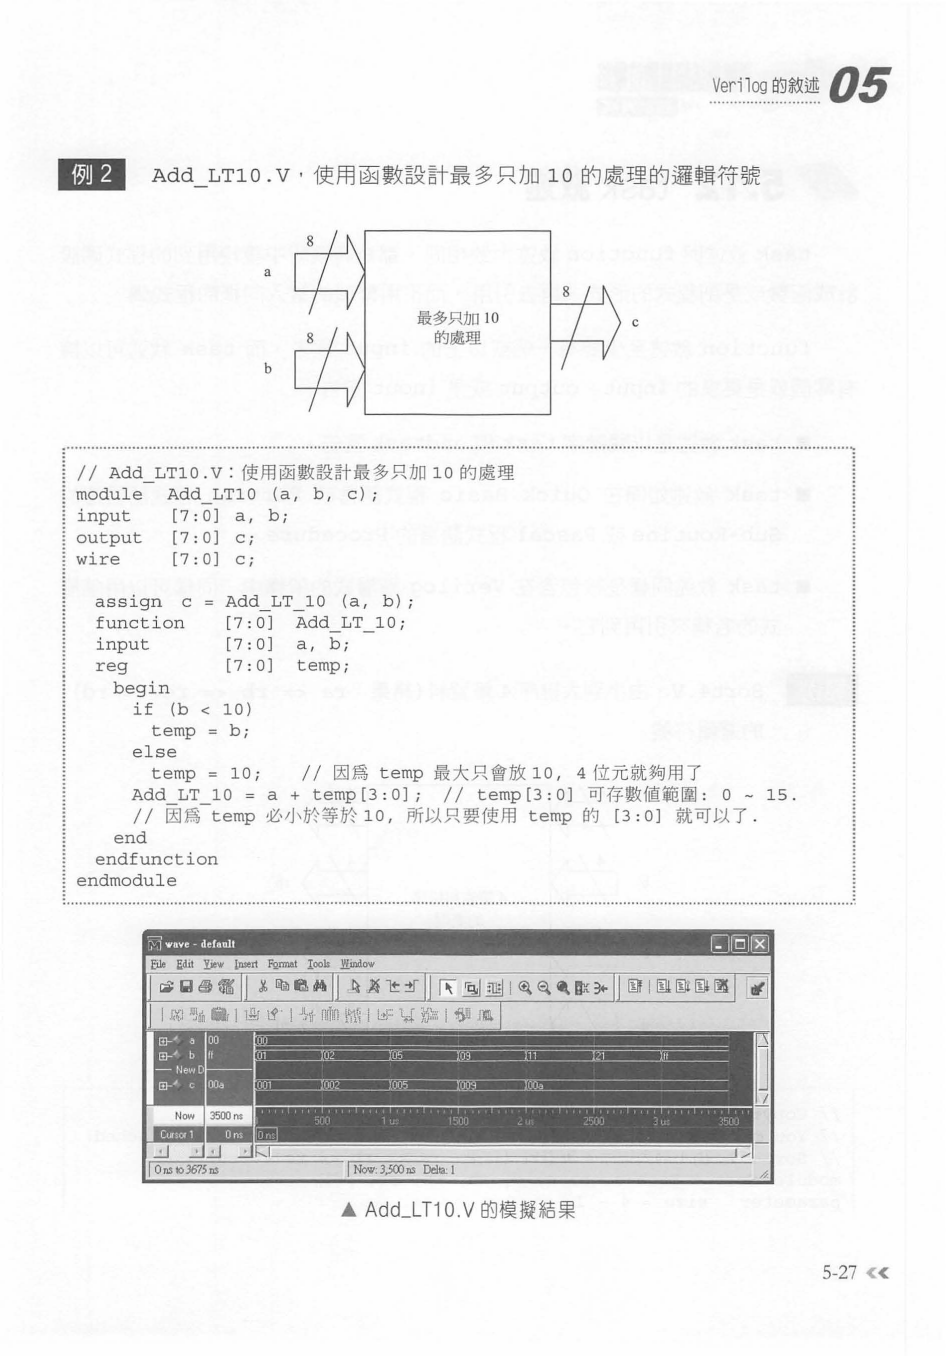 Verilog 的敘述 05
例 2 Add_LT10.V，使用函數設計最多只加 10 的處理的邏輯符號
8
a
8
b
最多只加 10
的處理
8
c
// Add_LT10.V：使用函數設計最多只加 10 的處理
module Add_LT10 (a, b, c);
input [7:0] a, b;
output [7:0] c;
wire [7:0] c;
assign c = Add_LT_10 (a, b);
function [7:0] Add_LT_10;
input [7:0] a, b;
reg [7:0] temp;
begin
if (b < 10)
temp = b;
else
temp = 10; // 因為 temp 最大只會放10, 4 位元就夠用了
Add_LT_10 = a + temp[3:0]; // temp[3:0] 可存數值範圍: 0 ~ 15.
// 因為 temp 必小於等於10, 所以只要使用 temp 的 [3:0] 就可以了.
end
endfunction
endmodule
wave - default
File Edit View Insert Format Tools Window
a 00 00
b ff 01 02 05 09 11 21 ff
New D
c 00a 001 002 005 009 00a
Now 3500 ns 500 1 us 1500 2 us 2500 3 us 3500
Cursor 1 0 ns 0 ns
0 ns to 3675 ns Now: 3,500 ns Delta: 1
▲ Add_LT10.V 的模擬結果
5-27